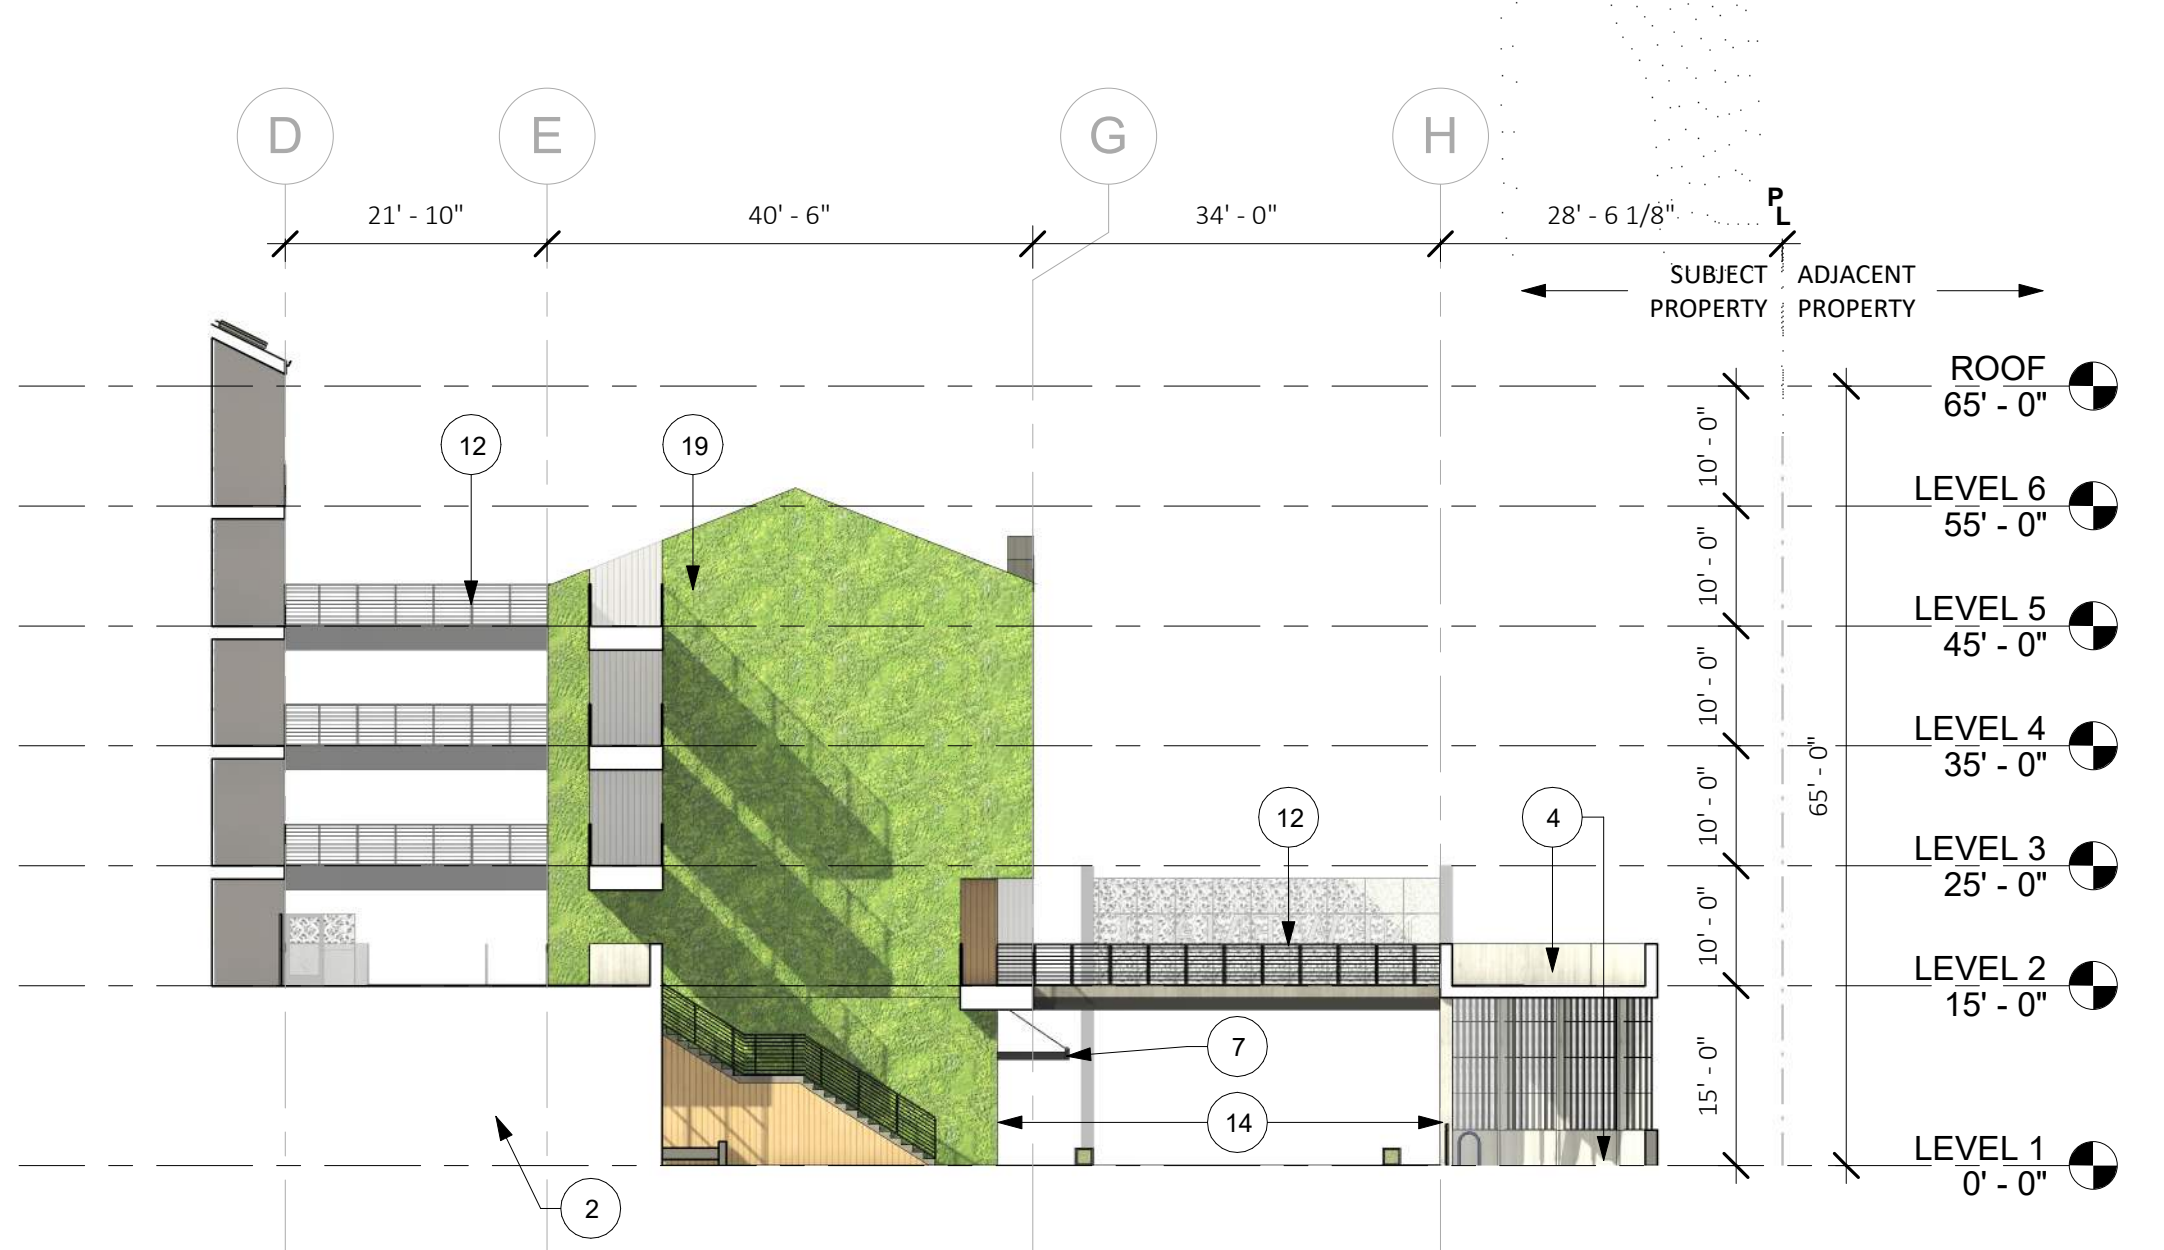 D
E
G
H
21' - 10"
40' - 6"
34' - 0"
28' - 6 1/8"
P
L
SUBJECT
PROPERTY
ADJACENT
PROPERTY
ROOF
65' - 0"
12
19
10' - 0"
LEVEL 6
55' - 0"
10' - 0"
LEVEL 5
45' - 0"
10' - 0"
LEVEL 4
35' - 0"
65' - 0"
12
4
10' - 0"
LEVEL 3
25' - 0"
10' - 0"
LEVEL 2
15' - 0"
7
15' - 0"
14
LEVEL 1
0' - 0"
2